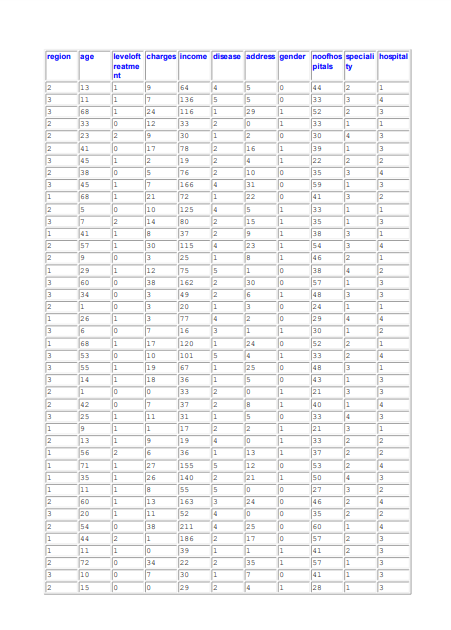 region age leveloftreatment charges income disease address gender noofhospitals speciality hospital
2 13 1 9 64 4 5 0 44 2 1
3 11 1 7 136 5 5 0 33 3 4
3 68 1 24 116 1 29 1 52 2 3
2 33 0 12 33 2 0 1 33 1 1
2 23 2 9 30 1 2 0 30 4 3
2 41 0 17 78 2 16 1 39 1 3
3 45 1 2 19 2 4 1 22 2 2
2 38 0 5 76 2 10 0 35 3 4
3 45 1 7 166 4 31 0 59 1 3
1 68 1 21 72 1 22 0 41 3 2
2 5 0 10 125 4 5 1 33 1 1
3 7 2 14 80 2 15 1 35 1 3
1 41 1 8 37 2 9 1 38 3 1
2 57 1 30 115 4 23 1 54 3 4
2 9 0 3 25 1 8 1 46 2 1
1 29 1 12 75 5 1 0 38 4 2
3 60 0 38 162 2 30 0 57 1 3
3 34 0 3 49 2 6 1 48 3 3
2 1 0 3 20 1 3 0 24 1 1
1 26 1 3 77 4 2 0 29 4 4
3 6 0 7 16 3 1 1 30 1 2
1 68 1 17 120 1 24 0 52 2 1
3 53 0 10 101 5 4 1 33 2 4
3 55 1 19 67 1 25 0 48 3 1
3 14 1 18 36 1 5 0 43 1 3
2 1 0 0 33 2 0 1 21 3 3
2 42 0 7 37 2 8 1 40 1 4
3 25 1 11 31 1 5 0 33 4 3
1 9 1 1 17 2 2 1 21 3 1
2 13 1 9 19 4 0 1 33 2 2
1 56 2 6 36 1 13 1 37 2 2
1 71 1 27 155 5 12 0 53 2 4
1 35 1 26 140 2 21 1 50 4 3
1 11 1 8 55 5 0 0 27 3 2
2 60 1 13 163 3 24 0 46 2 4
3 20 1 11 52 4 0 0 35 2 2
2 54 0 38 211 4 25 0 60 1 4
1 44 2 1 186 2 17 0 57 2 3
1 11 1 0 39 1 1 1 41 2 3
2 72 0 34 22 2 35 1 57 1 3
3 10 0 7 30 1 7 0 41 1 3
2 15 0 0 29 2 4 1 28 1 3